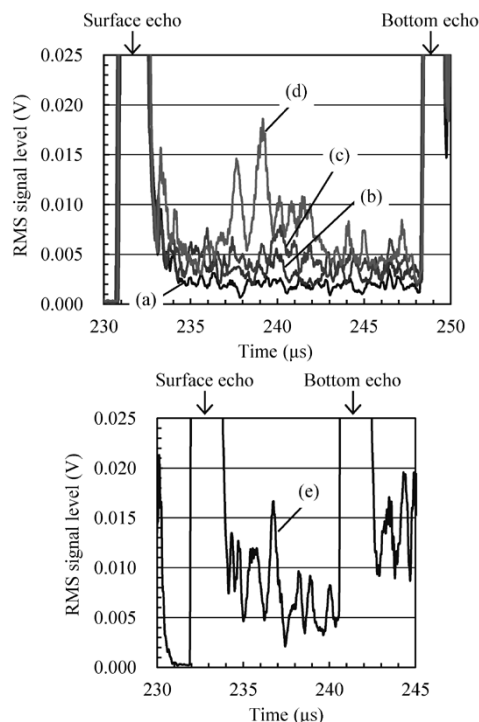 Surface echo
Bottom echo
0.025
0.020
0.015
0.010
0.005
0.000
RMS signal level (V)
(d)
(c)
(b)
(a)
230
235
240
245
250
Time (µs)
Surface echo
Bottom echo
0.025
0.020
0.015
0.010
0.005
0.000
RMS signal level (V)
(e)
230
235
240
245
Time (µs)